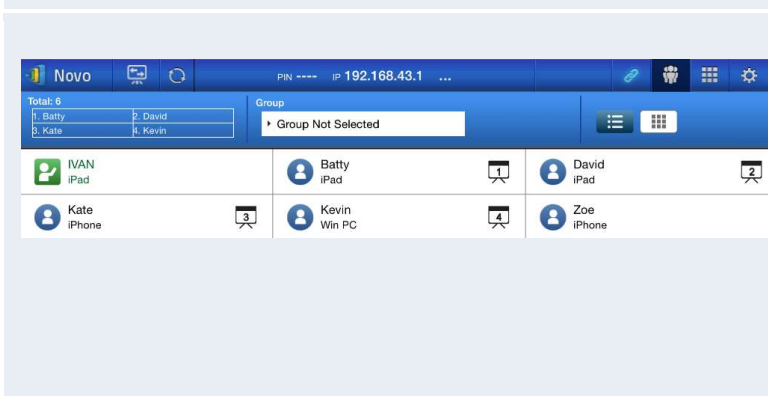 Novo PIN ---- IP 192.168.43.1 ...
Total: 6
1. Batty 2. David
3. Kate 4. Kevin
Group
Group Not Selected
IVAN
iPad
Batty
iPad
1
David
iPad
2
Kate
iPhone
3
Kevin
Win PC
4
Zoe
iPhone